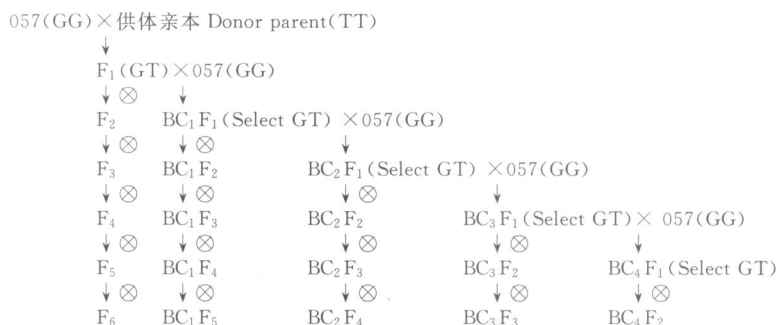 057(GG)×供体亲本 Donor parent(TT)
↓
F₁(GT)×057(GG)
↓⊗ ↓
F₂ BC₁F₁(Select GT) ×057(GG)
↓⊗ ↓⊗ ↓
F₃ BC₁F₂ BC₂F₁(Select GT) ×057(GG)
↓⊗ ↓⊗ ↓⊗ ↓
F₄ BC₁F₃ BC₂F₂ BC₃F₁(Select GT)× 057(GG)
↓⊗ ↓⊗ ↓⊗ ↓⊗ ↓
F₅ BC₁F₄ BC₂F₃ BC₃F₂ BC₄F₁(Select GT)
↓⊗ ↓⊗ ↓⊗ ↓⊗ ↓⊗
F₆ BC₁F₅ BC₂F₄ BC₃F₃ BC₄F₂